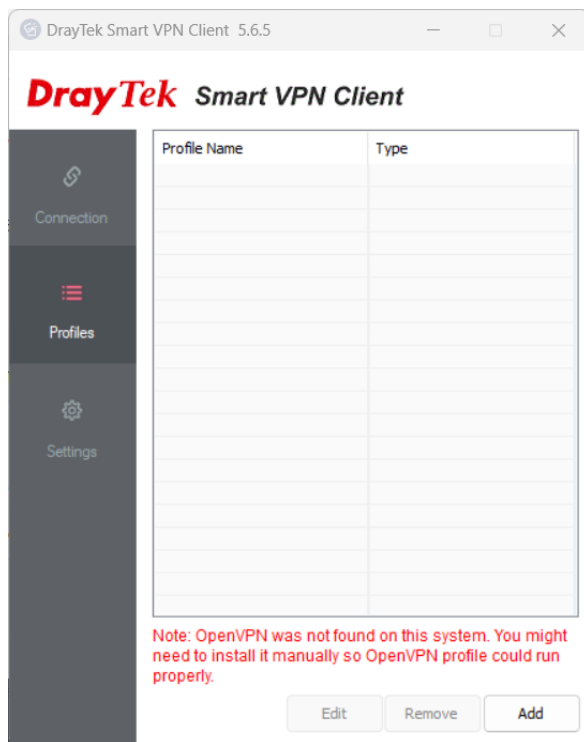 DrayTek Smart VPN Client 5.6.5
DrayTek Smart VPN Client
Profile Name Type
Connection
Profiles
Settings
Note: OpenVPN was not found on this system. You might
need to install it manually so OpenVPN profile could run
properly.
Edit Remove Add